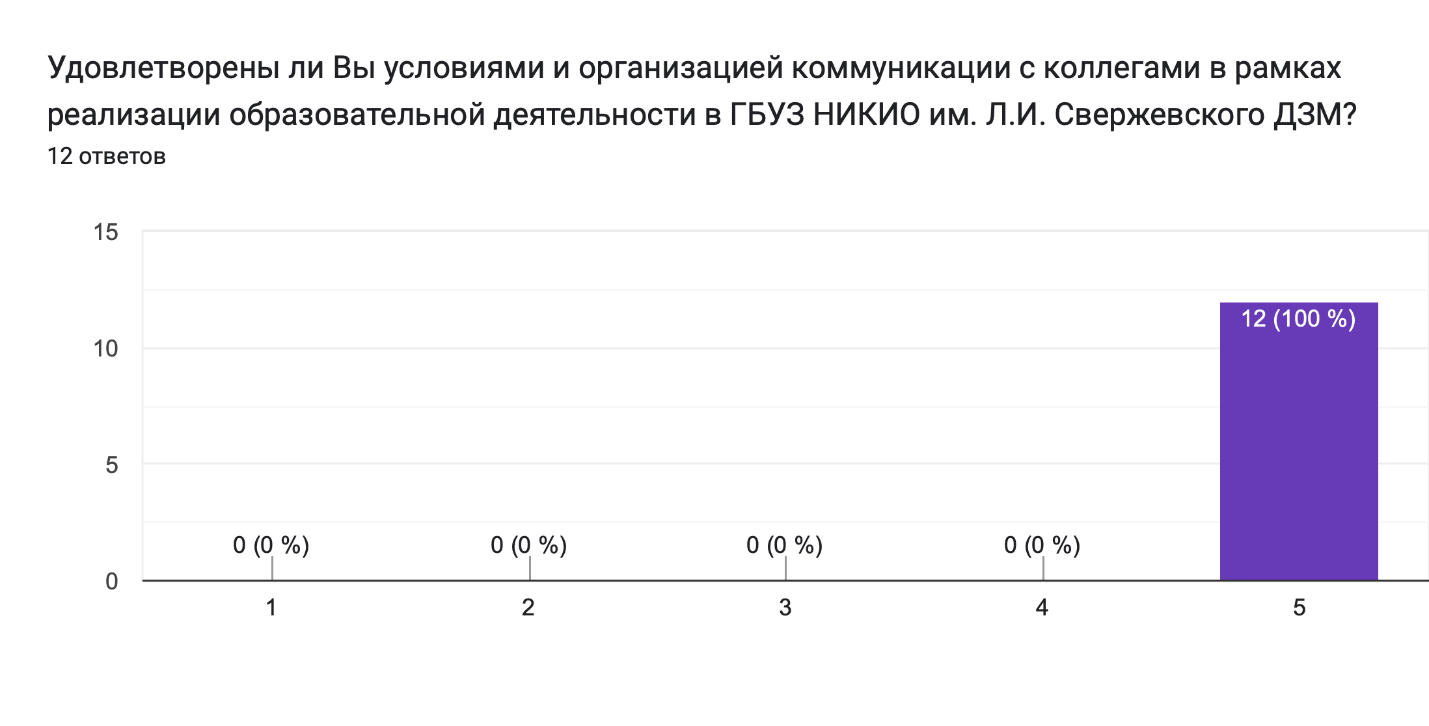 Удовлетворены ли Вы условиями и организацией коммуникации с коллегами в рамках
реализации образовательной деятельности в ГБУЗ НИКИО им. Л.И. Свержевского ДЗМ?
12 ответов
15
10
5
0
0 (0 %)
0 (0 %)
0 (0 %)
0 (0 %)
12 (100 %)
1
2
3
4
5